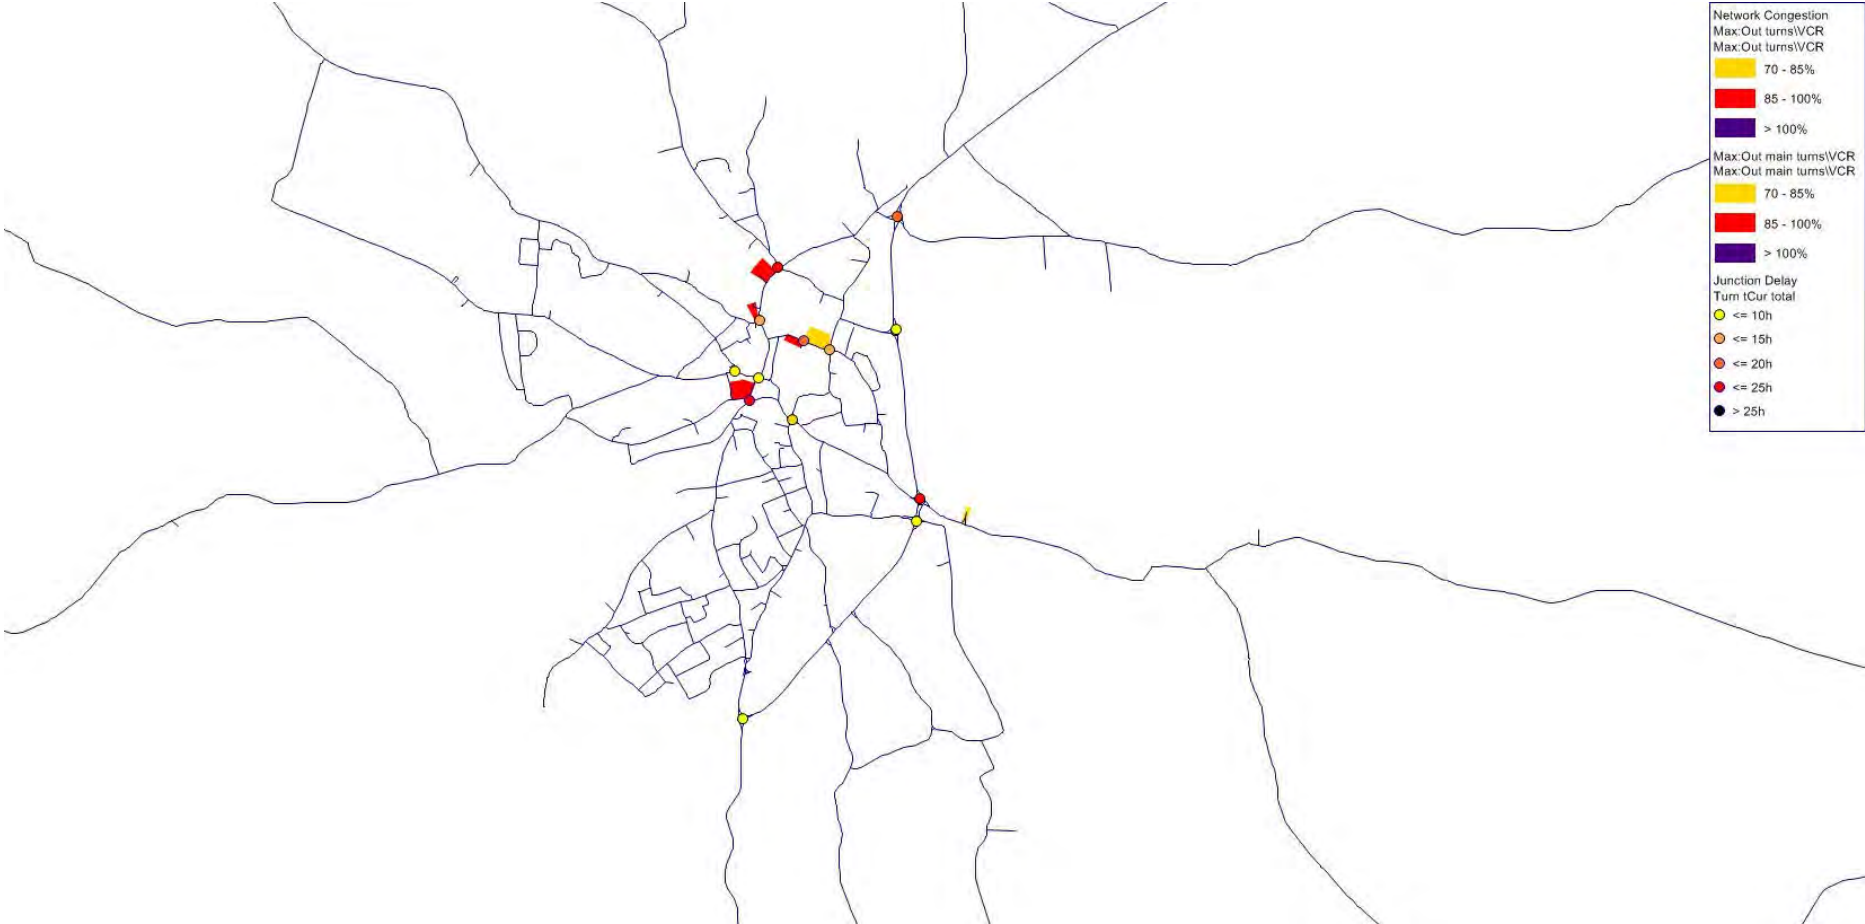 Network Congestion
Max:Out turns\VCR
Max:Out turns\VCR
70 - 85%
85 - 100%
> 100%
Max:Out main turns\VCR
Max:Out main turns\VCR
70 - 85%
85 - 100%
> 100%
Junction Delay
Turn tCur total
<= 10h
<= 15h
<= 20h
<= 25h
> 25h